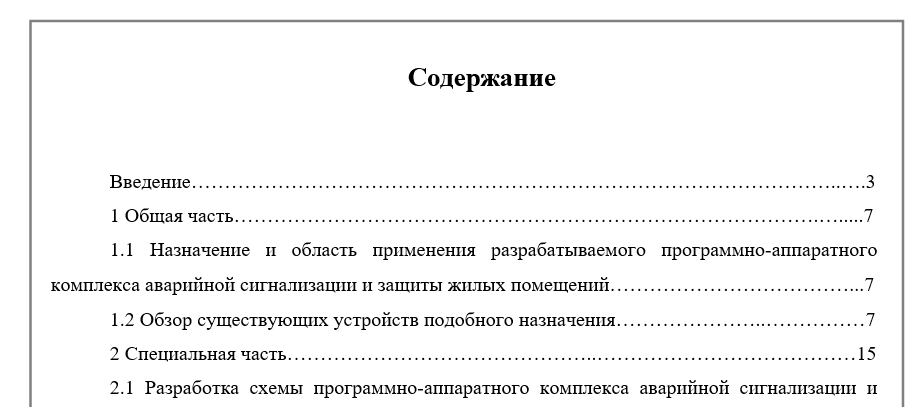 Содержание
Введение…………………………………………………………………………………..….3
1 Общая часть…………………………………………………………………………….…....7
1.1 Назначение и область применения разрабатываемого программно-аппаратного
комплекса аварийной сигнализации и защиты жилых помещений……………………...7
1.2 Обзор существующих устройств подобного назначения…………………..……………7
2 Специальная часть………………………………………..…………………………………15
2.1 Разработка схемы программно-аппаратного комплекса аварийной сигнализации и